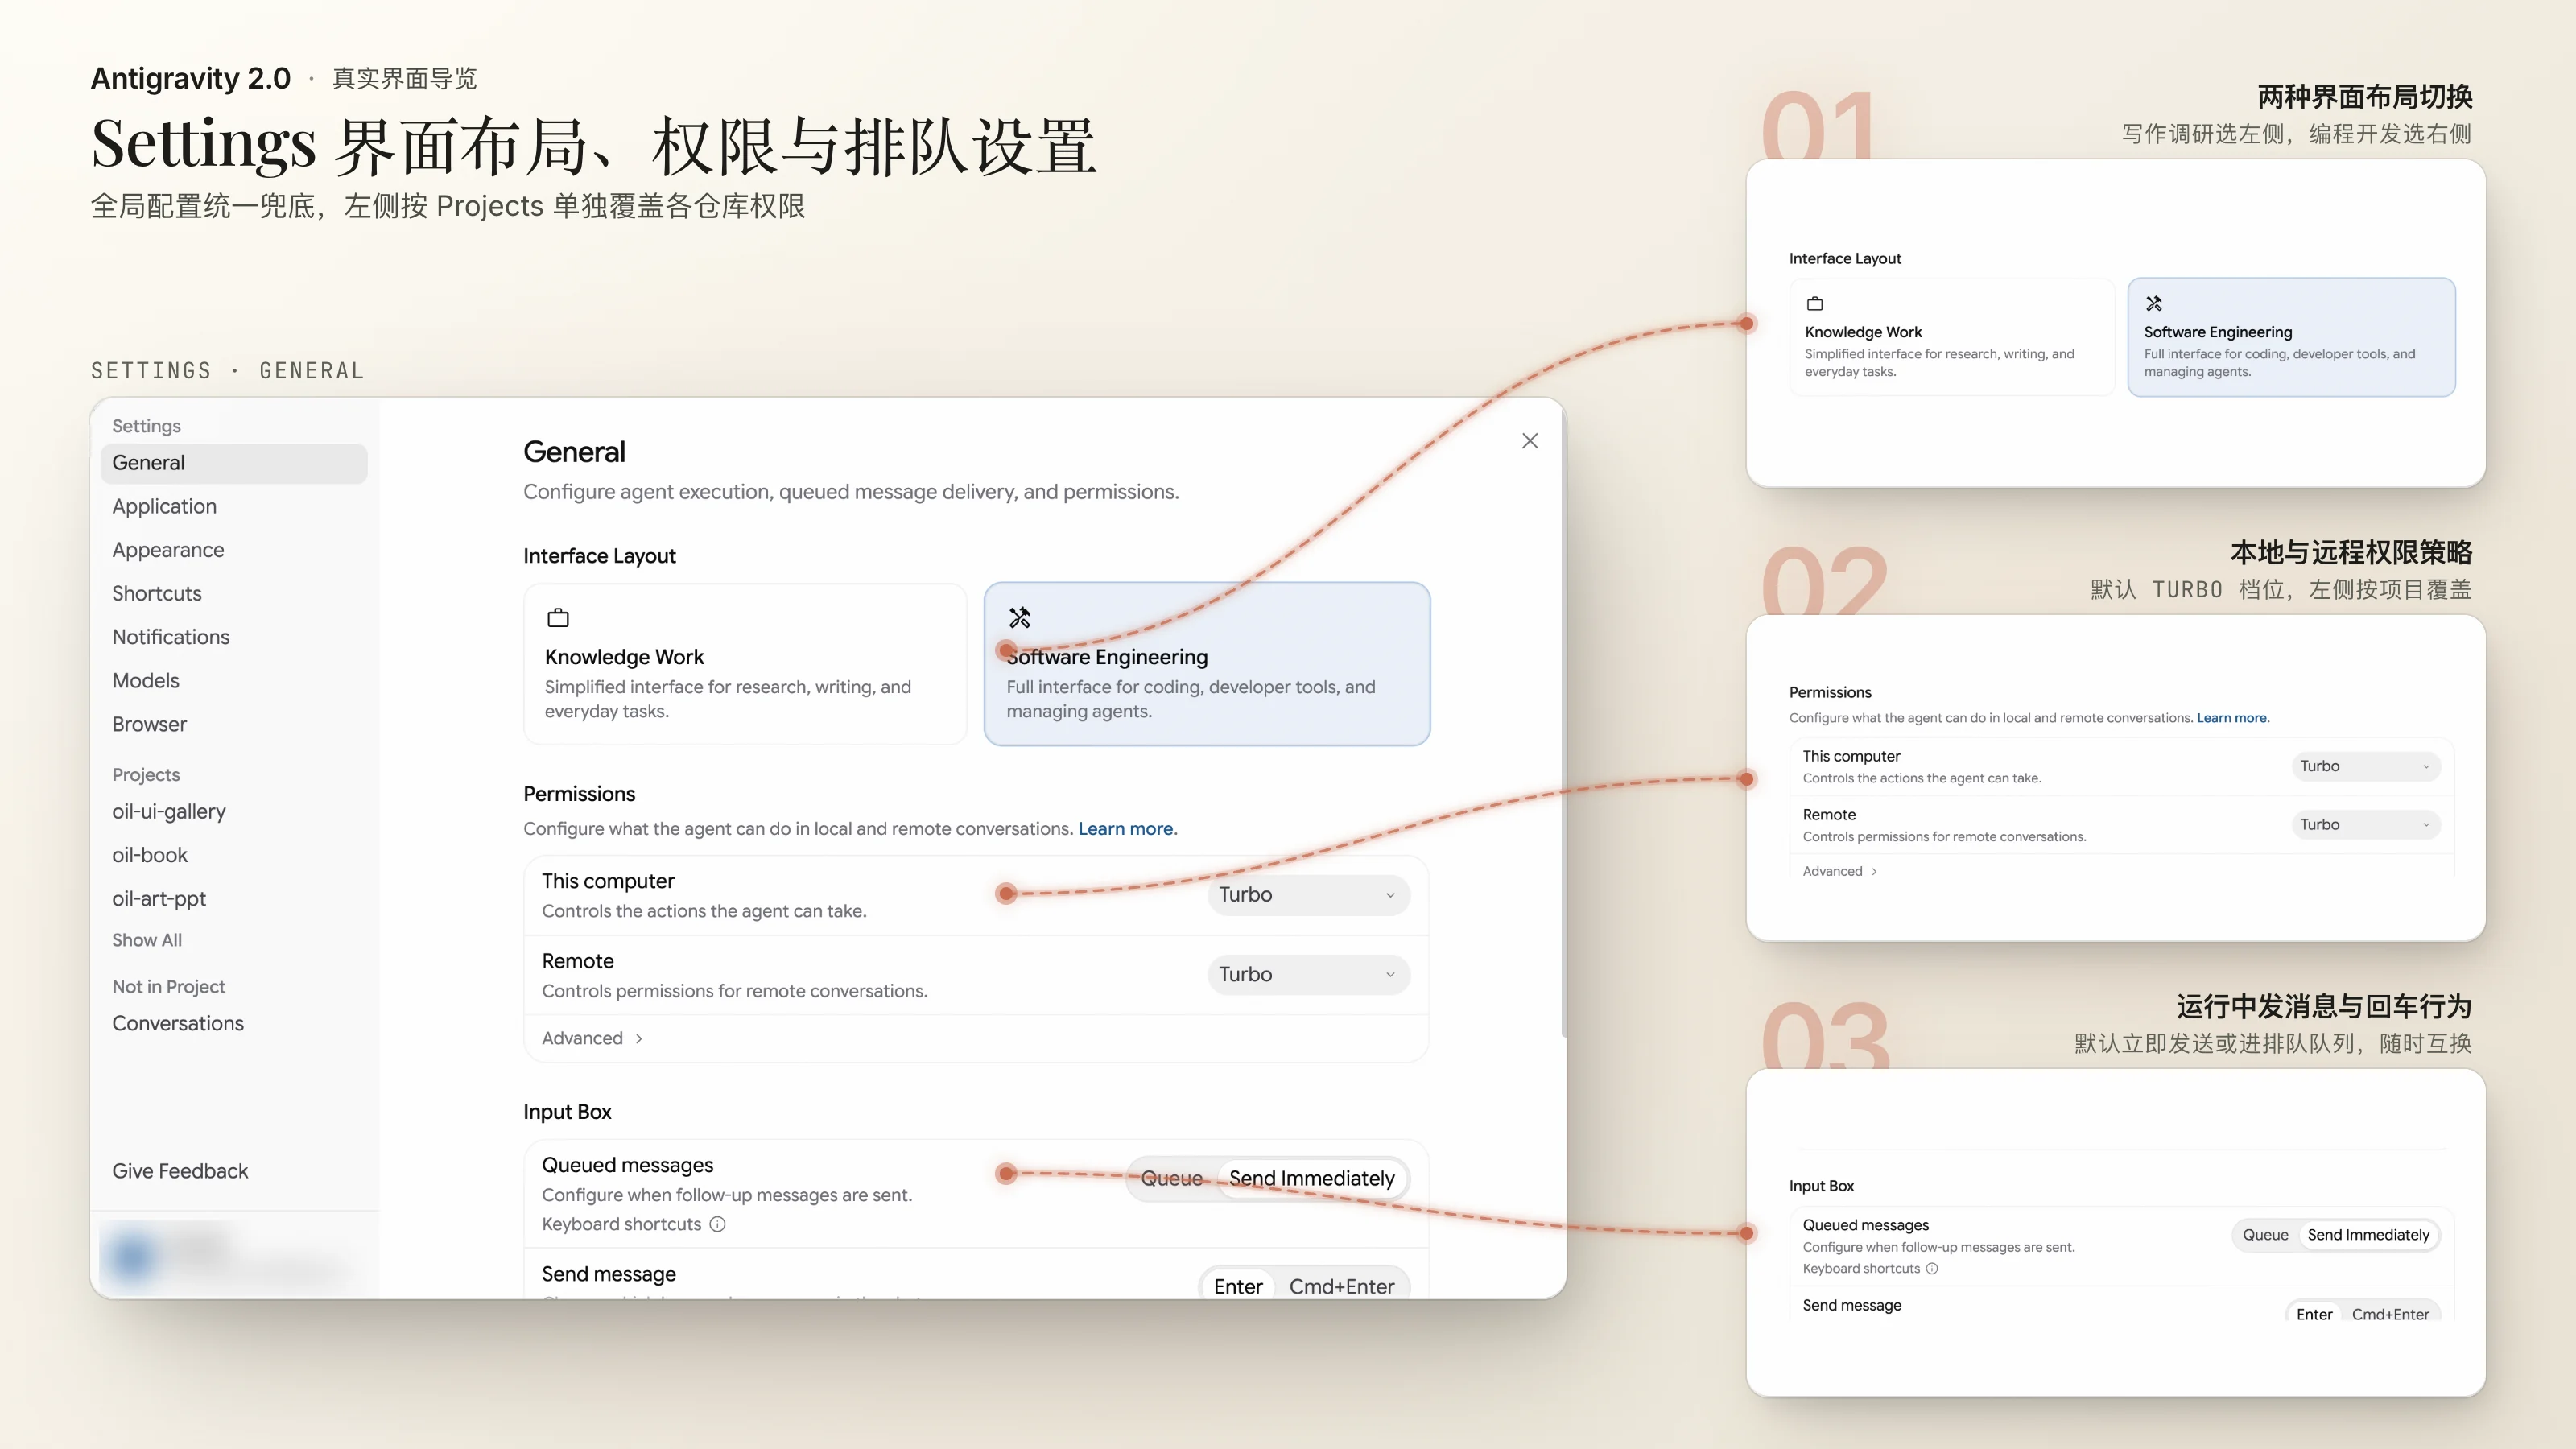 Antigravity 2.0 · 真实界面导览
Settings 界面布局、权限与排队设置
全局配置统一兜底，左侧按 Projects 单独覆盖各仓库权限
SETTINGS · GENERAL
Settings
General
Application
Appearance
Shortcuts
Notifications
Models
Browser
Projects
oil-ui-gallery
oil-book
oil-art-ppt
Show All
Not in Project
Conversations
Give Feedback
General
Configure agent execution, queued message delivery, and permissions.
Interface Layout
Knowledge Work
Simplified interface for research, writing, and
everyday tasks.
Software Engineering
Full interface for coding, developer tools, and
managing agents.
Permissions
Configure what the agent can do in local and remote conversations. Learn more.
This computer
Controls the actions the agent can take.
Turbo
Remote
Controls permissions for remote conversations.
Turbo
Advanced
Input Box
Queued messages
Configure when follow-up messages are sent.
Keyboard shortcuts
Queue Send Immediately
Send message
Enter Cmd+Enter
01
两种界面布局切换
写作调研选左侧，编程开发选右侧
Interface Layout
Knowledge Work
Simplified interface for research, writing, and
everyday tasks.
Software Engineering
Full interface for coding, developer tools, and
managing agents.
02
本地与远程权限策略
默认 TURBO 档位，左侧按项目覆盖
Permissions
Configure what the agent can do in local and remote conversations. Learn more.
This computer
Controls the actions the agent can take.
Turbo
Remote
Controls permissions for remote conversations.
Turbo
Advanced
03
运行中发消息与回车行为
默认立即发送或进排队队列，随时互换
Input Box
Queued messages
Configure when follow-up messages are sent.
Keyboard shortcuts
Queue Send Immediately
Send message
Enter Cmd+Enter